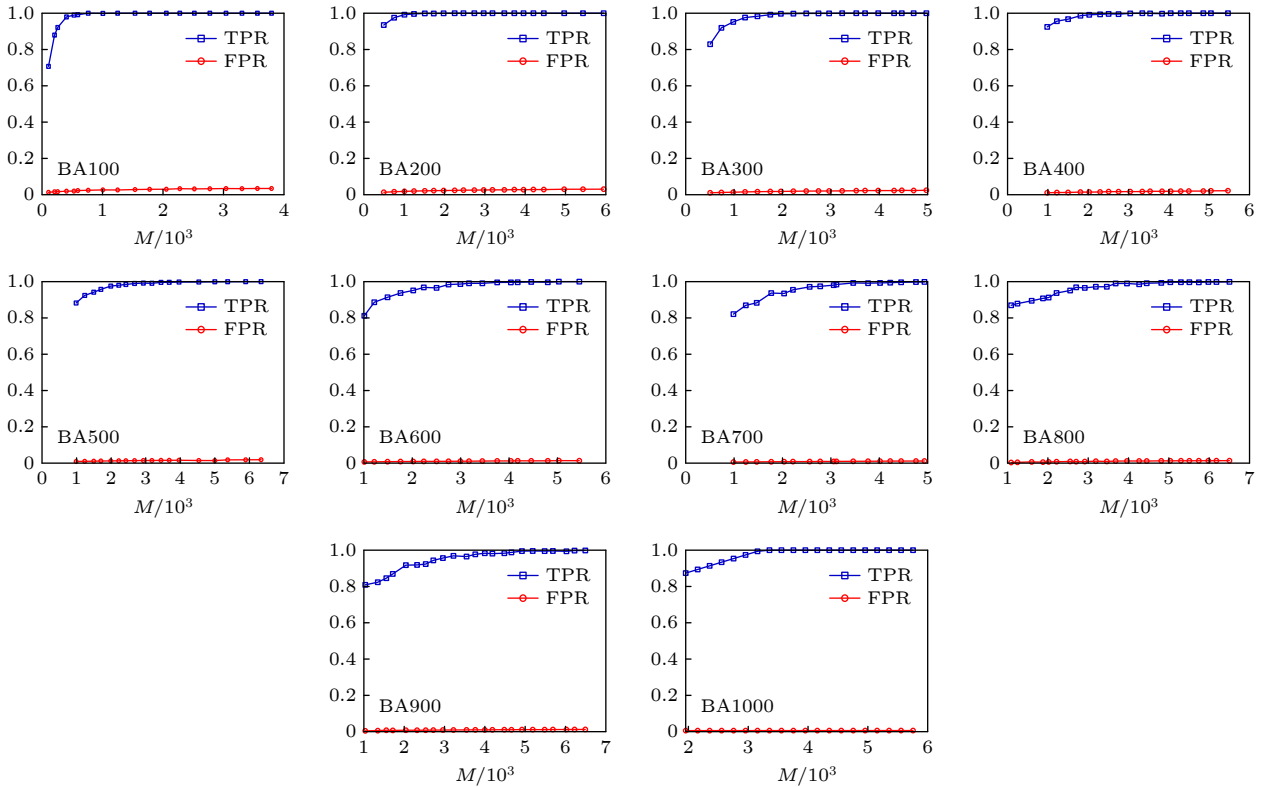 1.0
0.8
0.6
0.4
0.2
0
TPR
FPR
BA100
0 1 2 3 4
M/10³
1.0
0.8
0.6
0.4
0.2
0
TPR
FPR
BA200
0 1 2 3 4 5 6
M/10³
1.0
0.8
0.6
0.4
0.2
0
TPR
FPR
BA300
0 1 2 3 4 5
M/10³
1.0
0.8
0.6
0.4
0.2
0
TPR
FPR
BA400
0 1 2 3 4 5 6
M/10³
1.0
0.8
0.6
0.4
0.2
0
TPR
FPR
BA500
0 1 2 3 4 5 6 7
M/10³
1.0
0.8
0.6
0.4
0.2
0
TPR
FPR
BA600
1 2 3 4 5 6
M/10³
1.0
0.8
0.6
0.4
0.2
0
TPR
FPR
BA700
0 1 2 3 4 5
M/10³
1.0
0.8
0.6
0.4
0.2
0
TPR
FPR
BA800
1 2 3 4 5 6 7
M/10³
1.0
0.8
0.6
0.4
0.2
0
TPR
FPR
BA900
1 2 3 4 5 6 7
M/10³
1.0
0.8
0.6
0.4
0.2
0
TPR
FPR
BA1000
2 3 4 5 6
M/10³